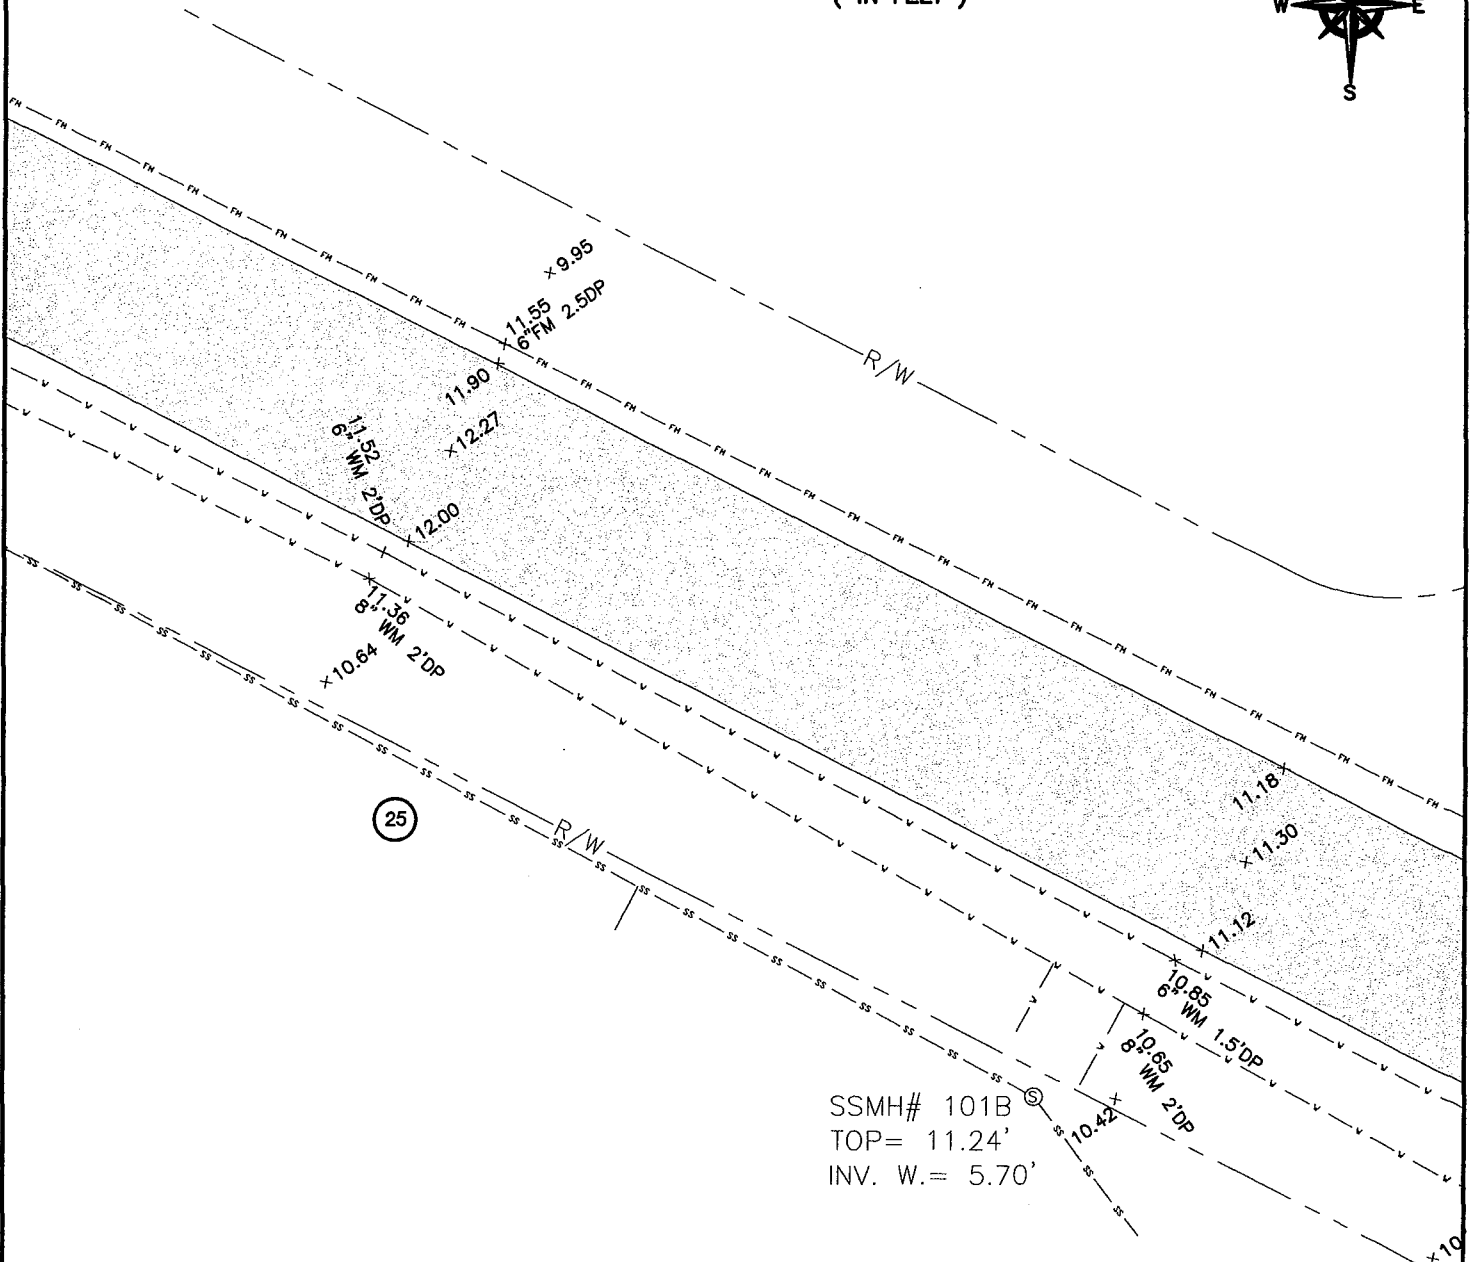 ( IN FEET )
W
E
S
R/W
9.95
11.55
6"FM 2.5DP
11.90
12.27
11.52
6" WM 2'DP
12.00
11.36
8" WM 2'DP
10.64
25
R/W
11.18
11.30
11.12
10.85
6" WM 1.5'DP
10.65
8" WM 2'DP
10.42
SSMH# 101B
TOP= 11.24'
INV. W.= 5.70'
S